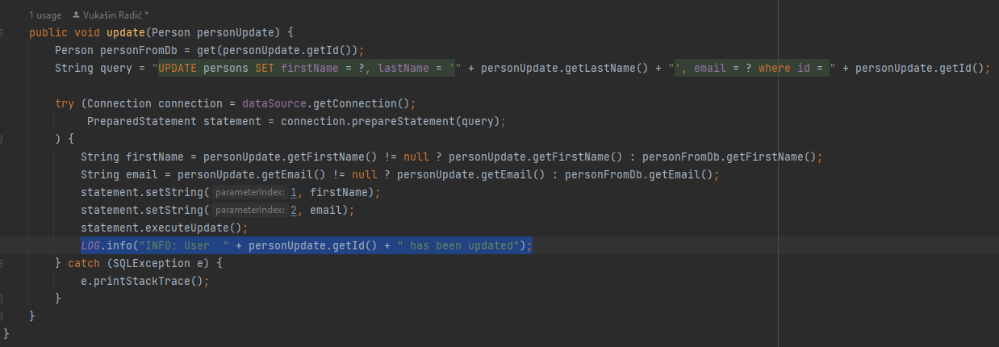 1 usage Vukašin Radić *
public void update(Person personUpdate) {
Person personFromDb = get(personUpdate.getId());
String query = "UPDATE persons SET firstName = ?, lastName = '" + personUpdate.getLastName() + "', email = ? where id = " + personUpdate.getId();
try (Connection connection = dataSource.getConnection();
PreparedStatement statement = connection.prepareStatement(query);
) {
String firstName = personUpdate.getFirstName() != null ? personUpdate.getFirstName() : personFromDb.getFirstName();
String email = personUpdate.getEmail() != null ? personUpdate.getEmail() : personFromDb.getEmail();
statement.setString( parameterIndex: 1, firstName);
statement.setString( parameterIndex: 2, email);
statement.executeUpdate();
LOG.info("INFO: User  " + personUpdate.getId() + " has been updated");
} catch (SQLException e) {
e.printStackTrace();
}
}
}